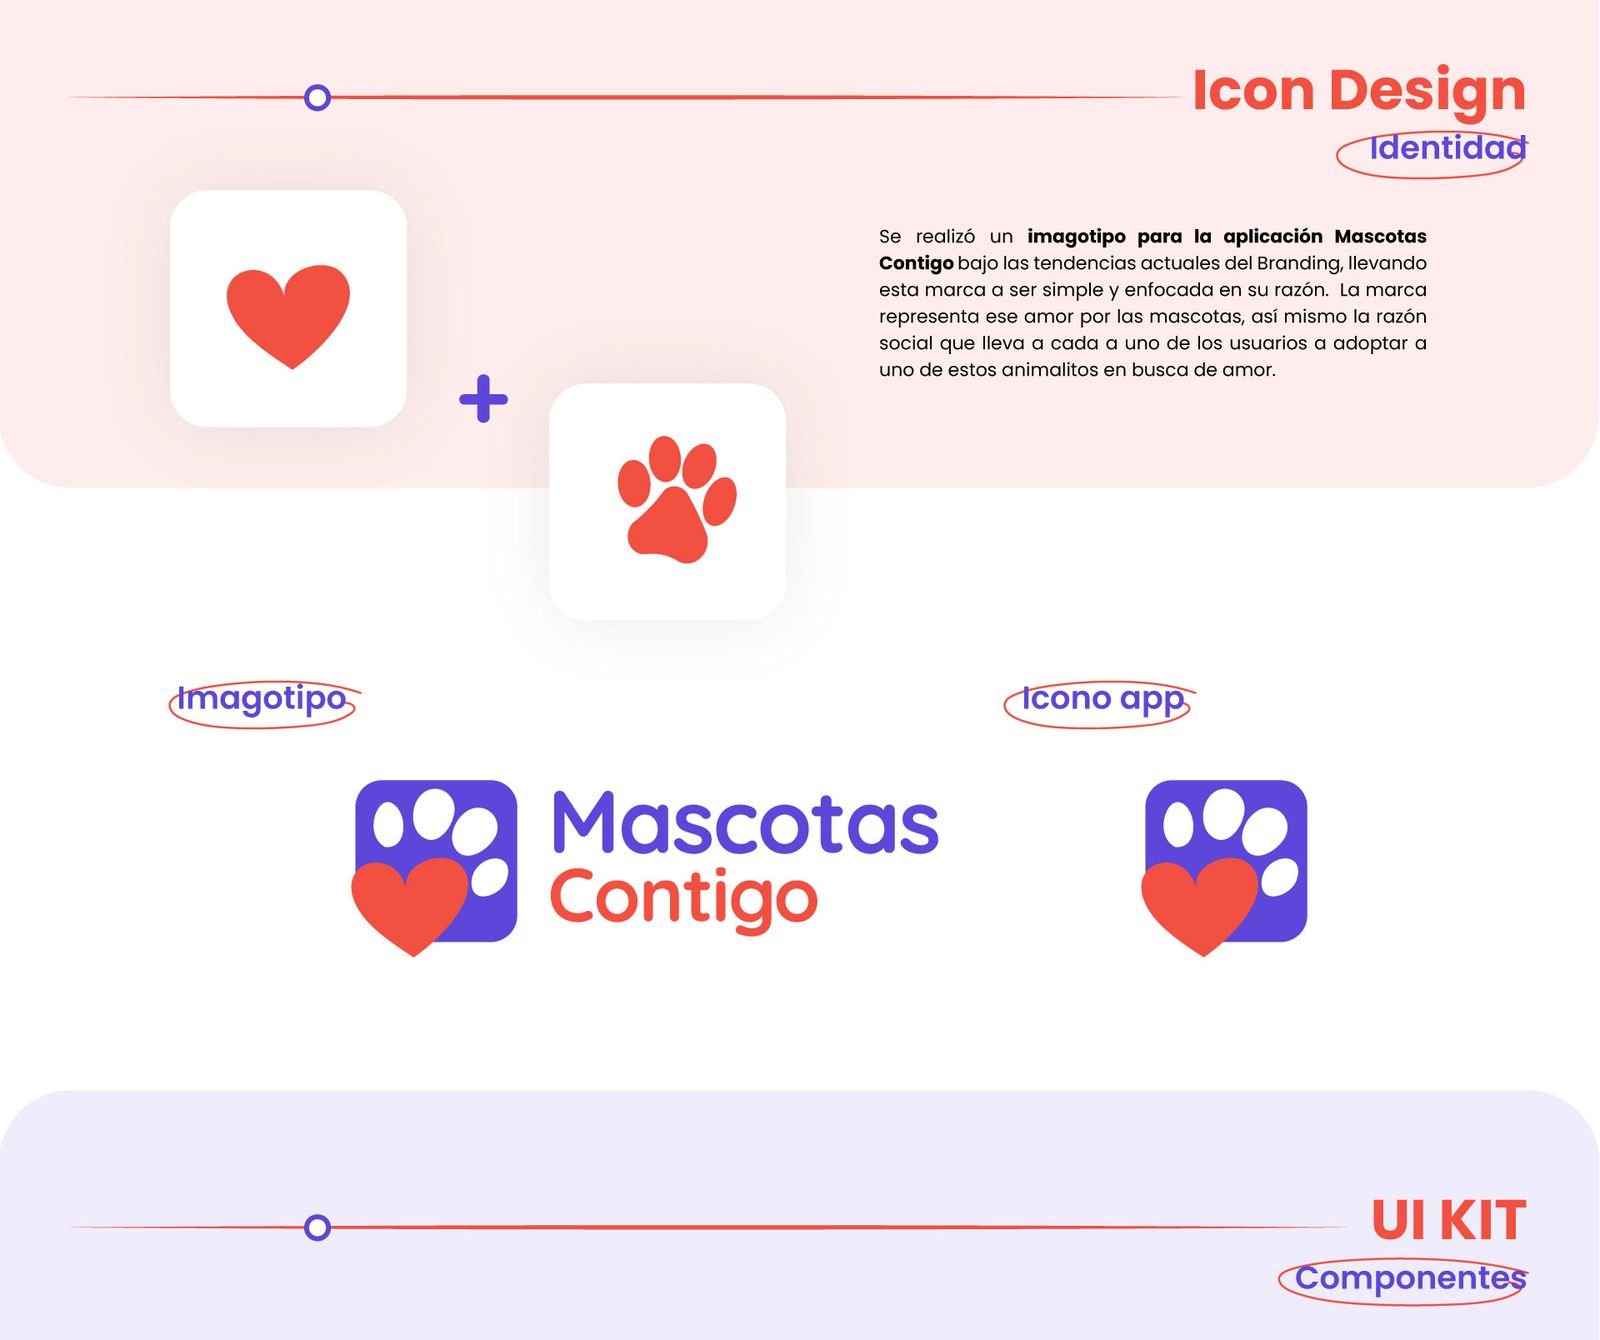 Icon Design
Identidad
Se realizó un imagotipo para la aplicación Mascotas
Contigo bajo las tendencias actuales del Branding, llevando
esta marca a ser simple y enfocada en su razón. La marca
representa ese amor por las mascotas, así mismo la razón
social que lleva a cada a uno de los usuarios a adoptar a
uno de estos animalitos en busca de amor.
Imagotipo
Icono app
Mascotas
Contigo
UI KIT
Componentes